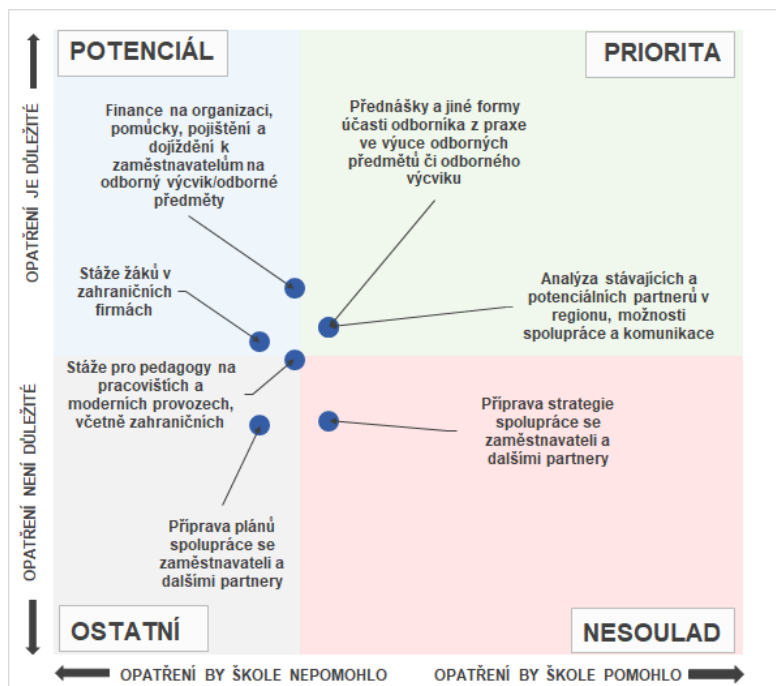 POTENCIÁL
PRIORITA
Finance na organizaci,
pomůcky, pojištění a
dojíždění k
zaměstnavatelům na
odborný výcvik/odborné
předměty
Přednášky a jiné formy
účasti odborníka z praxe
ve výuce odborných
předmětů či odborného
výcviku
Stáže žáků v
zahraničních
firmách
Analýza stávajících a
potenciálních partnerů v
regionu, možnosti
spolupráce a komunikace
Stáže pro pedagogy na
pracovištích a
moderních provozech,
včetně zahraničních
Příprava strategie
spolupráce se
zaměstnavateli a
dalšími partnery
Příprava plánů
spolupráce se
zaměstnavateli a
dalšími partnery
OSTATNÍ
NESOULAD
OPATŘENÍ JE DŮLEŽITÉ
OPATŘENÍ NENÍ DŮLEŽITÉ
OPATŘENÍ BY ŠKOLE NEPOMOHLO
OPATŘENÍ BY ŠKOLE POMOHLO